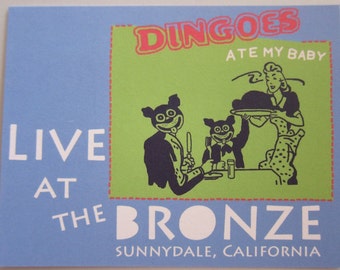 DINGOES
ATE MY BABY
LIVE
AT
THE
BRONZE
SUNNYDALE, CALIFORNIA